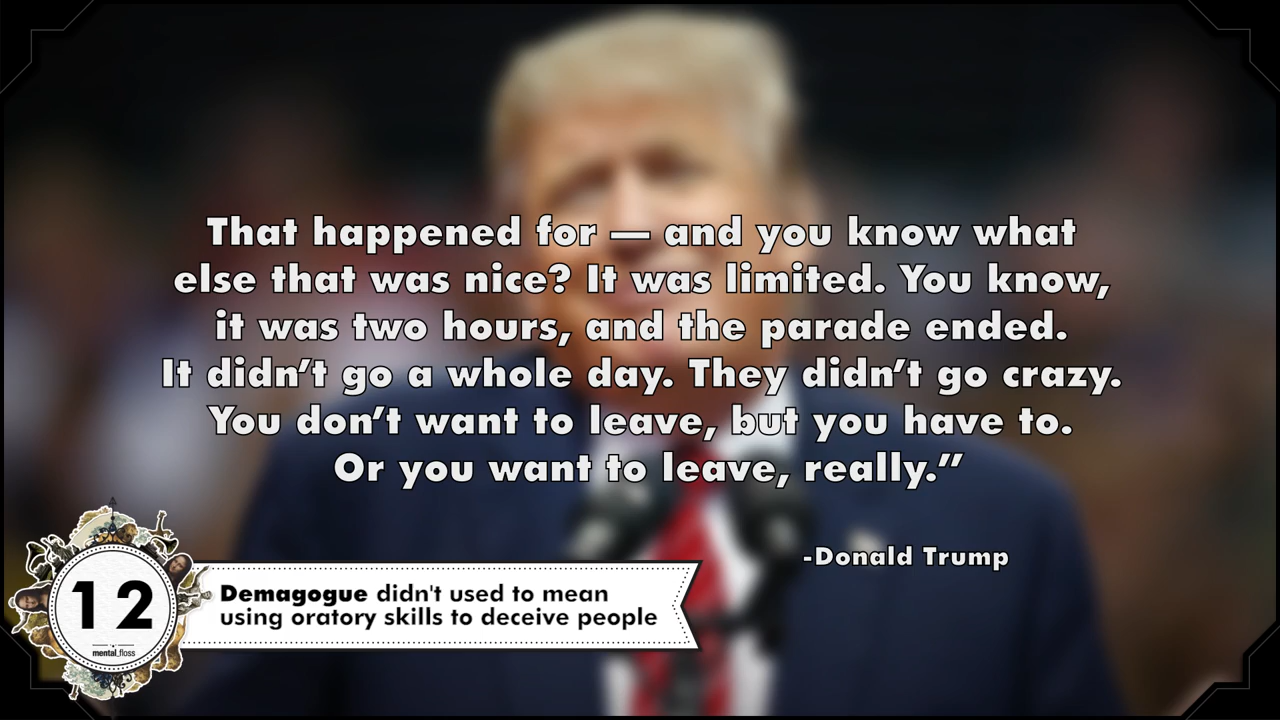 That happened for — and you know what
else that was nice? It was limited. You know,
it was two hours, and the parade ended.
It didn’t go a whole day. They didn’t go crazy.
You don’t want to leave, but you have to.
Or you want to leave, really.”
-Donald Trump
12
mental_floss
Demagogue didn't used to mean
using oratory skills to deceive people